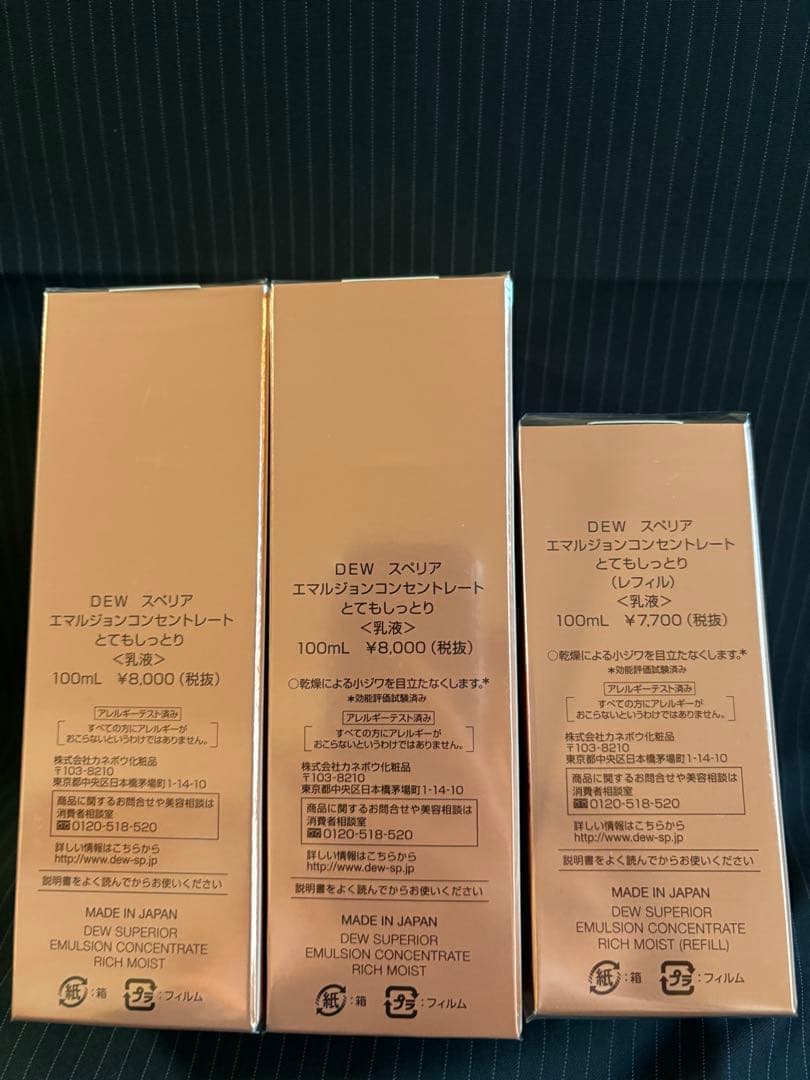 DEW スペリア
エマルジョンコンセントレート
とてもしっとり
<乳液>
100mL ¥8,000(税抜)
アレルギーテスト済み
すべての方にアレルギーが
おこらないというわけではありません。
株式会社カネボウ化粧品
〒103-8210
東京都中央区日本橋茅場町1-14-10
商品に関するお問合せや美容相談は
消費者相談室
0120-518-520
詳しい情報はこちらから
http://www.dew-sp.jp
説明書をよく読んでからお使いください
MADE IN JAPAN
DEW SUPERIOR
EMULSION CONCENTRATE
RICH MOIST
紙:箱 プラ:フィルム
DEW スペリア
エマルジョンコンセントレート
とてもしっとり
<乳液>
100mL ¥8,000(税抜)
○乾燥による小ジワを目立たなくします。*
*効能評価試験済み
アレルギーテスト済み
すべての方にアレルギーが
おこらないというわけではありません。
株式会社カネボウ化粧品
〒103-8210
東京都中央区日本橋茅場町1-14-10
商品に関するお問合せや美容相談は
消費者相談室
0120-518-520
詳しい情報はこちらから
http://www.dew-sp.jp
説明書をよく読んでからお使いください
MADE IN JAPAN
DEW SUPERIOR
EMULSION CONCENTRATE
RICH MOIST
紙:箱 プラ:フィルム
DEW スペリア
エマルジョンコンセントレート
とてもしっとり
(レフィル)
<乳液>
100mL ¥7,700(税抜)
○乾燥による小ジワを目立たなくします。*
*効能評価試験済み
アレルギーテスト済み
すべての方にアレルギーが
おこらないというわけではありません。
株式会社カネボウ化粧品
〒103-8210
東京都中央区日本橋茅場町1-14-10
商品に関するお問合せや美容相談は
消費者相談室
0120-518-520
詳しい情報はこちらから
http://www.dew-sp.jp
説明書をよく読んでからお使いください
MADE IN JAPAN
DEW SUPERIOR
EMULSION CONCENTRATE
RICH MOIST (REFILL)
紙:箱 プラ:フィルム